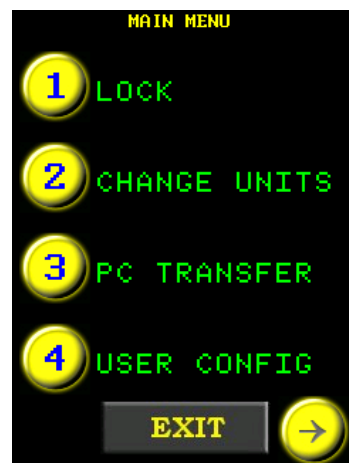 MAIN MENU
1 LOCK
2 CHANGE UNITS
3 PC TRANSFER
4 USER CONFIG
EXIT →